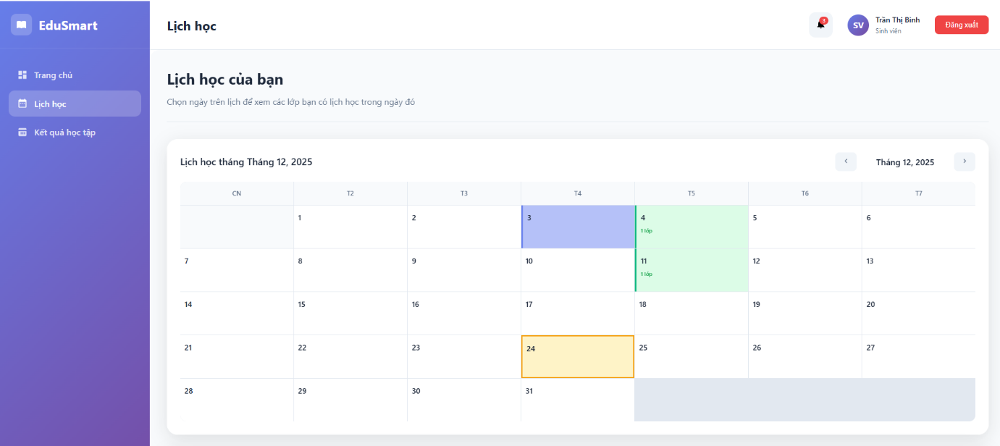 EduSmart
Trang chủ
Lịch học
Kết quả học tập
Lịch học
3
SV
Trần Thị Bình
Sinh viên
Đăng xuất
Lịch học của bạn
Chọn ngày trên lịch để xem các lớp bạn có lịch học trong ngày đó
Lịch học tháng Tháng 12, 2025
‹ Tháng 12, 2025 ›
CN T2 T3 T4 T5 T6 T7
1 2 3 4 5 6
1 lớp
7 8 9 10 11 12 13
1 lớp
14 15 16 17 18 19 20
21 22 23 24 25 26 27
28 29 30 31